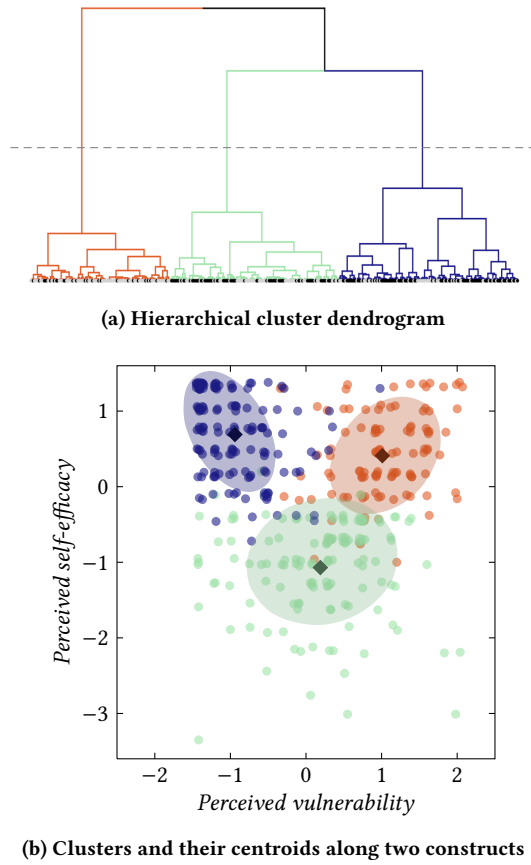 (a) Hierarchical cluster dendrogram
1
0
−1
−2
−3
Perceived self-efficacy
−2 −1 0 1 2
Perceived vulnerability
(b) Clusters and their centroids along two constructs